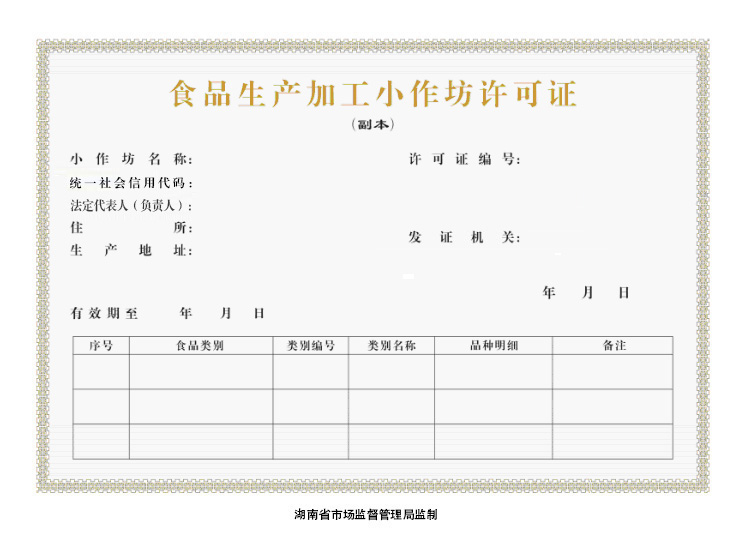 食品生产加工小作坊许可证
(副本)
小作坊名称:
许可证编号:
统一社会信用代码:
法定代表人(负责人):
住所:
生产地址:
发证机关:
年 月 日
有效期至 年 月 日
序号 食品类别 类别编号 类别名称 品种明细 备注
湖南省市场监督管理局监制